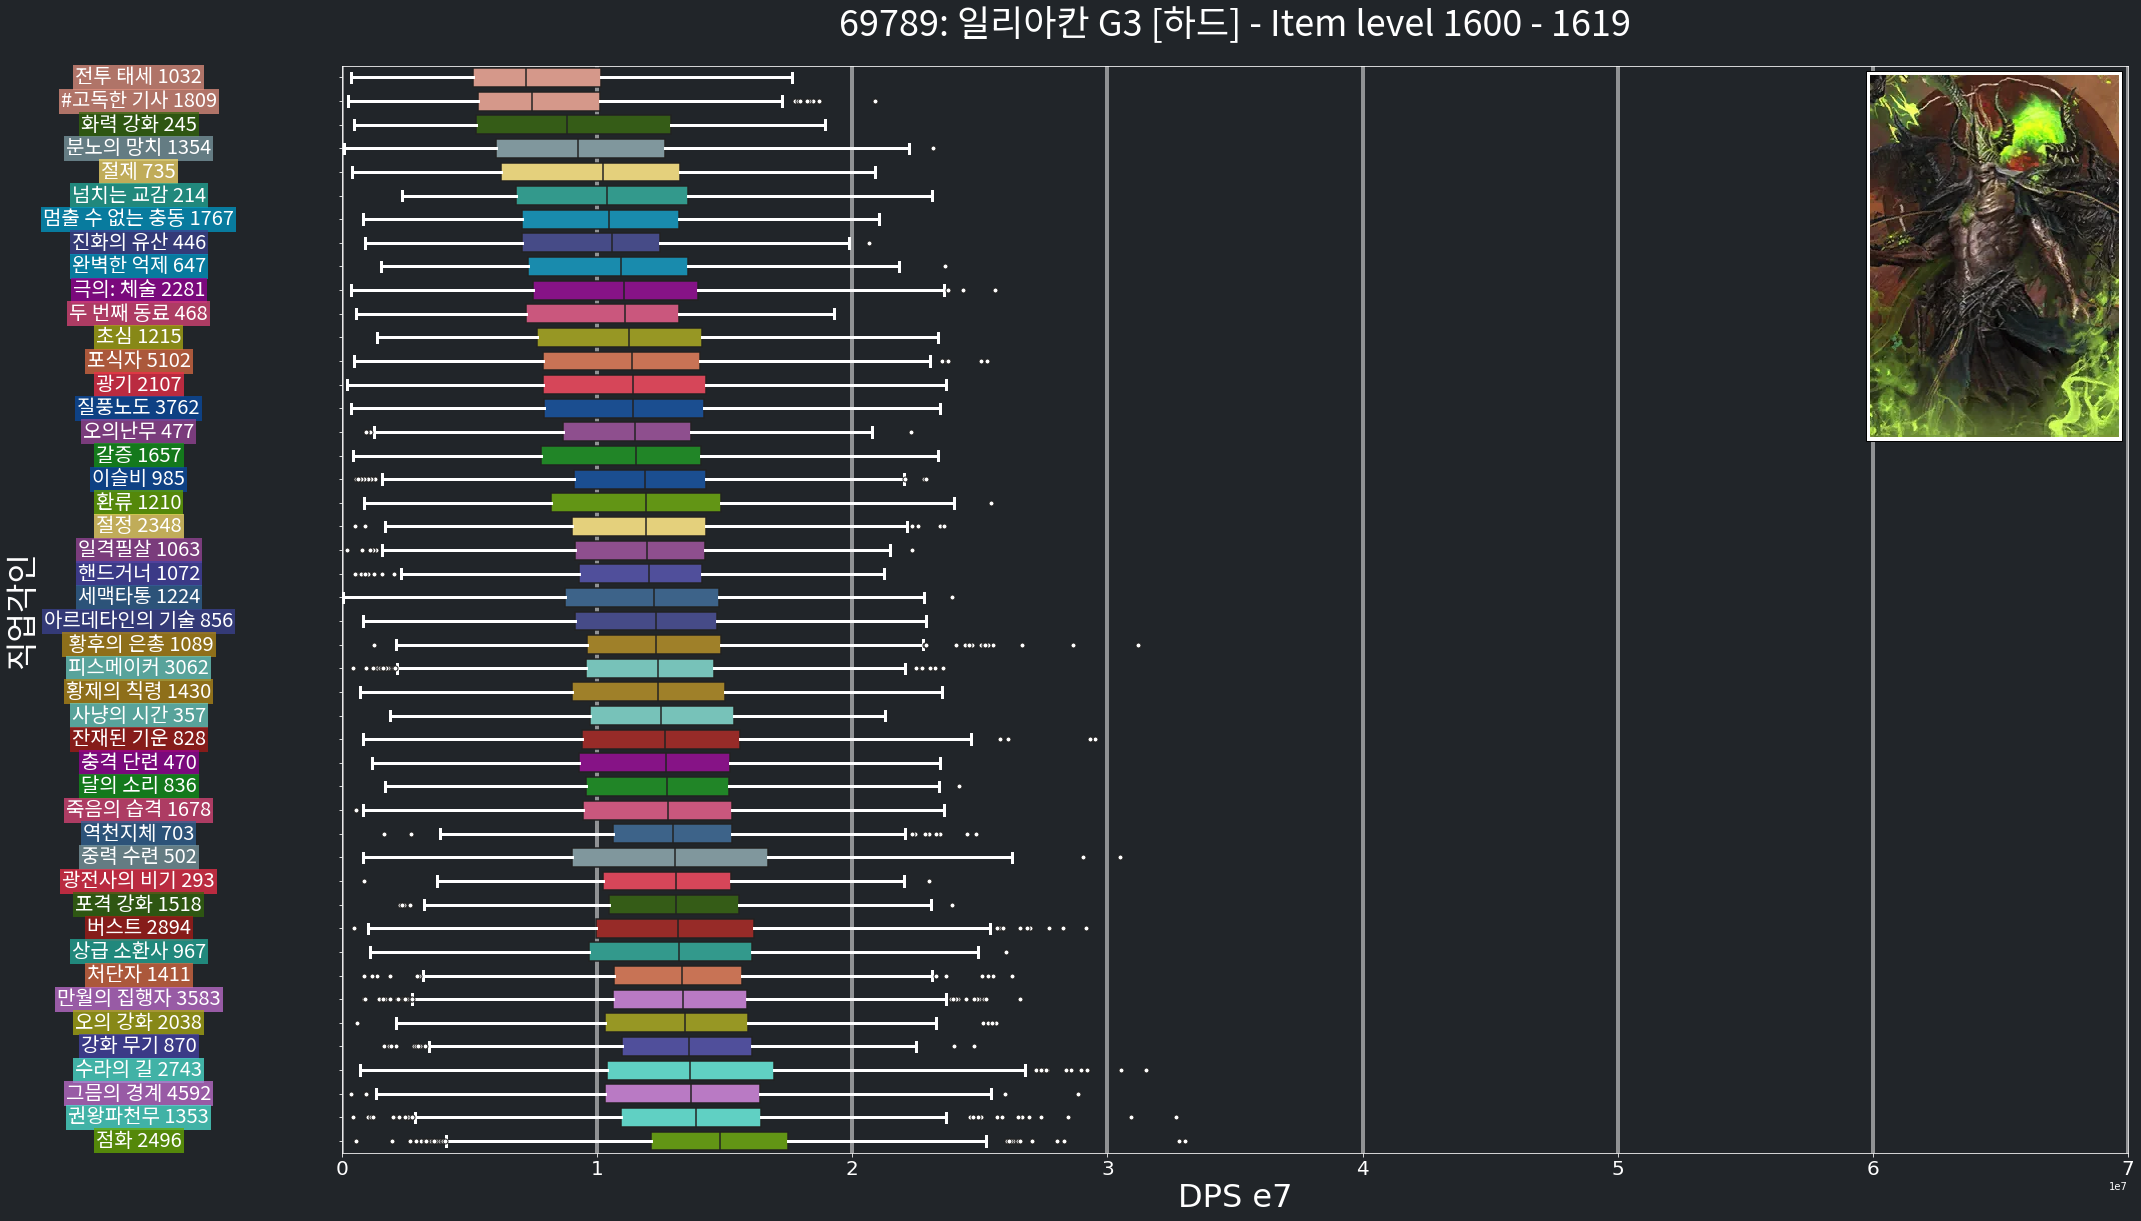 69789: 일리아칸 G3 [하드] - Item level 1600 - 1619
전투 태세 1032
#고독한 기사 1809
화력 강화 245
분노의 망치 1354
절제 735
넘치는 교감 214
멈출 수 없는 충동 1767
진화의 유산 446
완벽한 억제 647
극의: 체술 2281
두 번째 동료 468
초심 1215
포식자 5102
광기 2107
질풍노도 3762
오의난무 477
갈증 1657
이슬비 985
환류 1210
절정 2348
일격필살 1063
핸드거너 1072
세맥타통 1224
아르데타인의 기술 856
황후의 은총 1089
피스메이커 3062
황제의 칙령 1430
사냥의 시간 357
잔재된 기운 828
충격 단련 470
달의 소리 836
죽음의 습격 1678
역천지체 703
중력 수련 502
광전사의 비기 293
포격 강화 1518
버스트 2894
상급 소환사 967
처단자 1411
만월의 집행자 3583
오의 강화 2038
강화 무기 870
수라의 길 2743
그믐의 경계 4592
권왕파천무 1353
점화 2496
직업각인
0 1 2 3 4 5 6 7
1e7
DPS e7